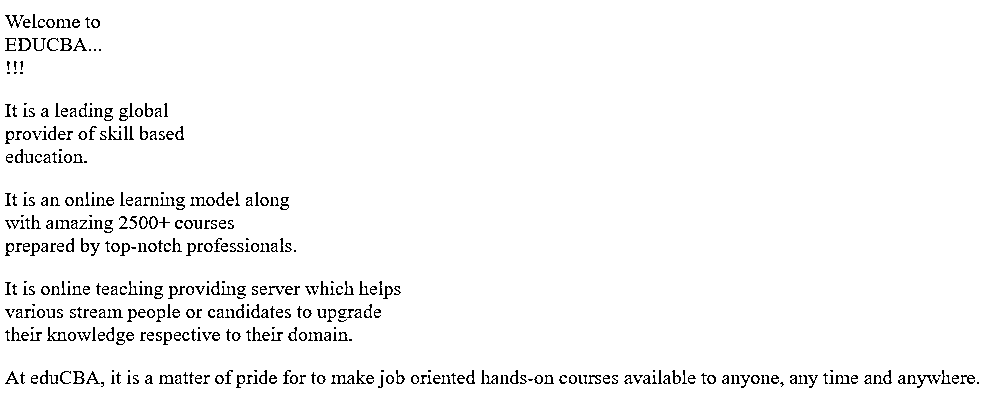 Welcome to
EDUCBA...
!!!
It is a leading global
provider of skill based
education.
It is an online learning model along
with amazing 2500+ courses
prepared by top-notch professionals.
It is online teaching providing server which helps
various stream people or candidates to upgrade
their knowledge respective to their domain.
At eduCBA, it is a matter of pride for to make job oriented hands-on courses available to anyone, any time and anywhere.